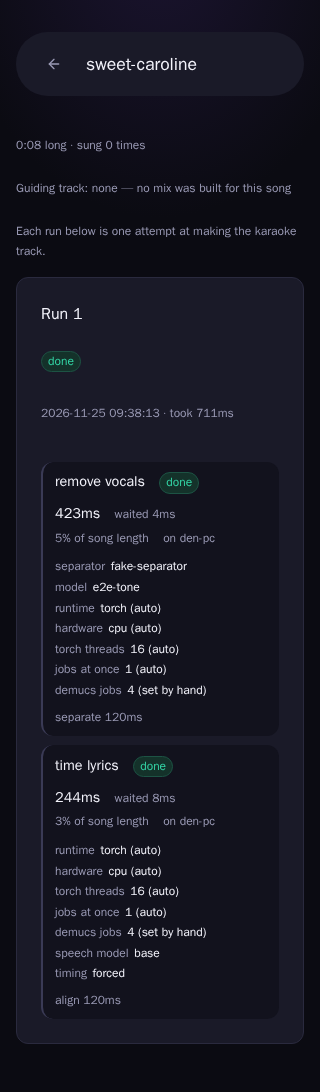 sweet-caroline
0:08 long · sung 0 times
Guiding track: none — no mix was built for this song
Each run below is one attempt at making the karaoke
track.
Run 1
done
2026-11-25 09:38:13 · took 711ms
remove vocals done
423ms waited 4ms
5% of song length on den-pc
separator fake-separator
model e2e-tone
runtime torch (auto)
hardware cpu (auto)
torch threads 16 (auto)
jobs at once 1 (auto)
demucs jobs 4 (set by hand)
separate 120ms
time lyrics done
244ms waited 8ms
3% of song length on den-pc
runtime torch (auto)
hardware cpu (auto)
torch threads 16 (auto)
jobs at once 1 (auto)
demucs jobs 4 (set by hand)
speech model base
timing forced
align 120ms